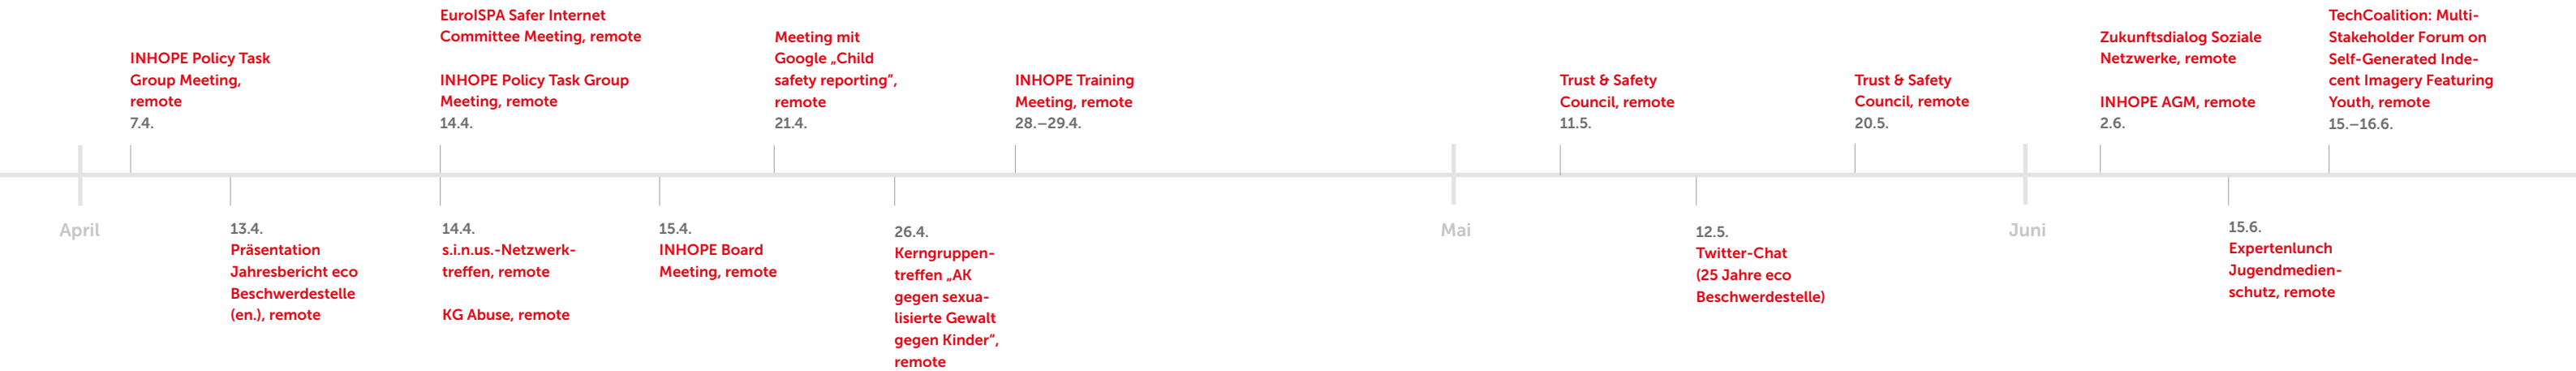 INHOPE Policy Task
Group Meeting,
remote
7.4.
EuroISPA Safer Internet
Committee Meeting, remote
INHOPE Policy Task Group
Meeting, remote
14.4.
Meeting mit
Google „Child
safety reporting“,
remote
21.4.
INHOPE Training
Meeting, remote
28.–29.4.
Trust & Safety
Council, remote
11.5.
Trust & Safety
Council, remote
20.5.
Zukunftsdialog Soziale
Netzwerke, remote
INHOPE AGM, remote
2.6.
TechCoalition: Multi-
Stakeholder Forum on
Self-Generated Inde-
cent Imagery Featuring
Youth, remote
15.–16.6.
April
13.4.
Präsentation
Jahresbericht eco
Beschwerdestelle
(en.), remote
14.4.
s.i.n.us.-Netzwerk-
treffen, remote
KG Abuse, remote
15.4.
INHOPE Board
Meeting, remote
26.4.
Kerngruppen-
treffen „AK
gegen sexua-
lisierte Gewalt
gegen Kinder“,
remote
Mai
12.5.
Twitter-Chat
(25 Jahre eco
Beschwerdestelle)
Juni
15.6.
Expertenlunch
Jugendmedien-
schutz, remote